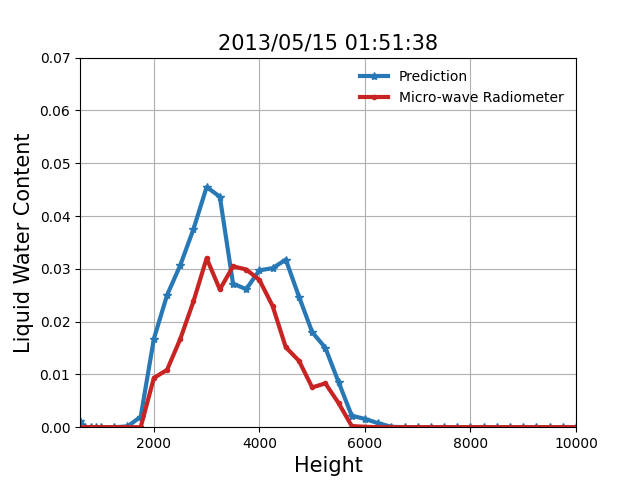 2013/05/15 01:51:38
0.07
0.06
0.05
0.04
0.03
0.02
0.01
0.00
Liquid Water Content
Prediction
Micro-wave Radiometer
2000 4000 6000 8000 10000
Height